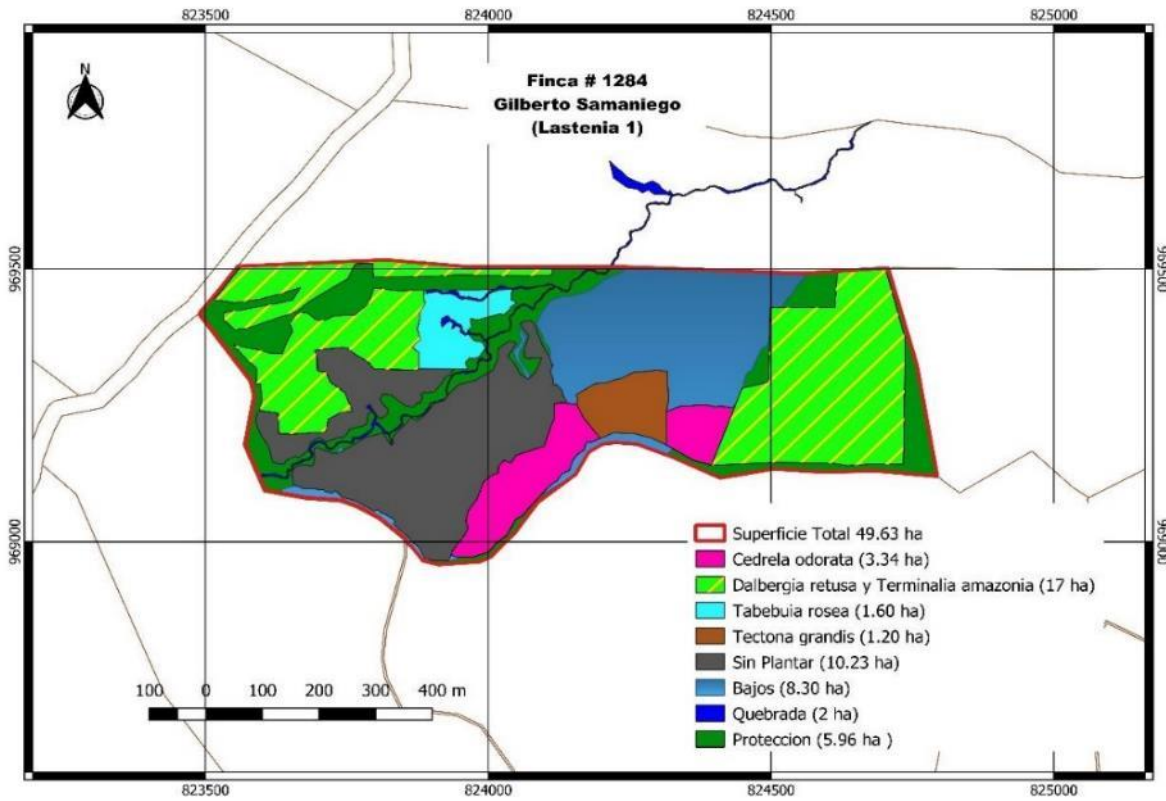 823500 824000 824500 825000
N
Finca # 1284
Gilberto Samaniego
(Lastenia 1)
969500 969500
969000 969000
Superficie Total 49.63 ha
Cedrela odorata (3.34 ha)
Dalbergia retusa y Terminalia amazonia (17 ha)
Tabebuia rosea (1.60 ha)
Tectona grandis (1.20 ha)
Sin Plantar (10.23 ha)
Bajos (8.30 ha)
Quebrada (2 ha)
Proteccion (5.96 ha )
100 0 100 200 300 400 m
823500 824000 824500 825000